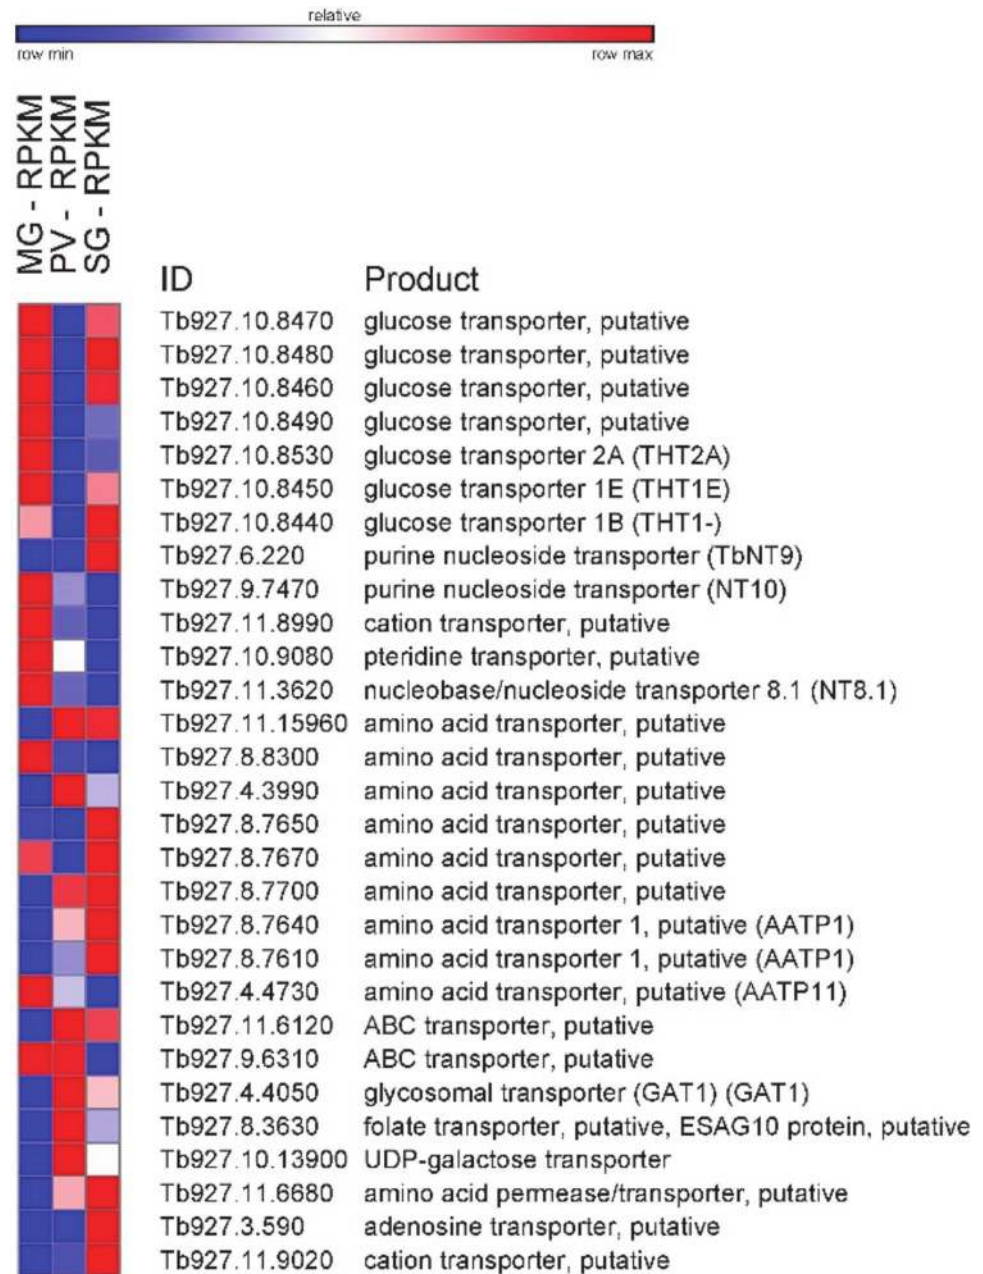 relative
row min row max
MG - RPKM
PV - RPKM
SG - RPKM
ID Product
Tb927.10.8470 glucose transporter, putative
Tb927.10.8480 glucose transporter, putative
Tb927.10.8460 glucose transporter, putative
Tb927.10.8490 glucose transporter, putative
Tb927.10.8530 glucose transporter 2A (THT2A)
Tb927.10.8450 glucose transporter 1E (THT1E)
Tb927.10.8440 glucose transporter 1B (THT1-)
Tb927.6.220 purine nucleoside transporter (TbNT9)
Tb927.9.7470 purine nucleoside transporter (NT10)
Tb927.11.8990 cation transporter, putative
Tb927.10.9080 pteridine transporter, putative
Tb927.11.3620 nucleobase/nucleoside transporter 8.1 (NT8.1)
Tb927.11.15960 amino acid transporter, putative
Tb927.8.8300 amino acid transporter, putative
Tb927.4.3990 amino acid transporter, putative
Tb927.8.7650 amino acid transporter, putative
Tb927.8.7670 amino acid transporter, putative
Tb927.8.7700 amino acid transporter, putative
Tb927.8.7640 amino acid transporter 1, putative (AATP1)
Tb927.8.7610 amino acid transporter 1, putative (AATP1)
Tb927.4.4730 amino acid transporter, putative (AATP11)
Tb927.11.6120 ABC transporter, putative
Tb927.9.6310 ABC transporter, putative
Tb927.4.4050 glycosomal transporter (GAT1) (GAT1)
Tb927.8.3630 folate transporter, putative, ESAG10 protein, putative
Tb927.10.13900 UDP-galactose transporter
Tb927.11.6680 amino acid permease/transporter, putative
Tb927.3.590 adenosine transporter, putative
Tb927.11.9020 cation transporter, putative